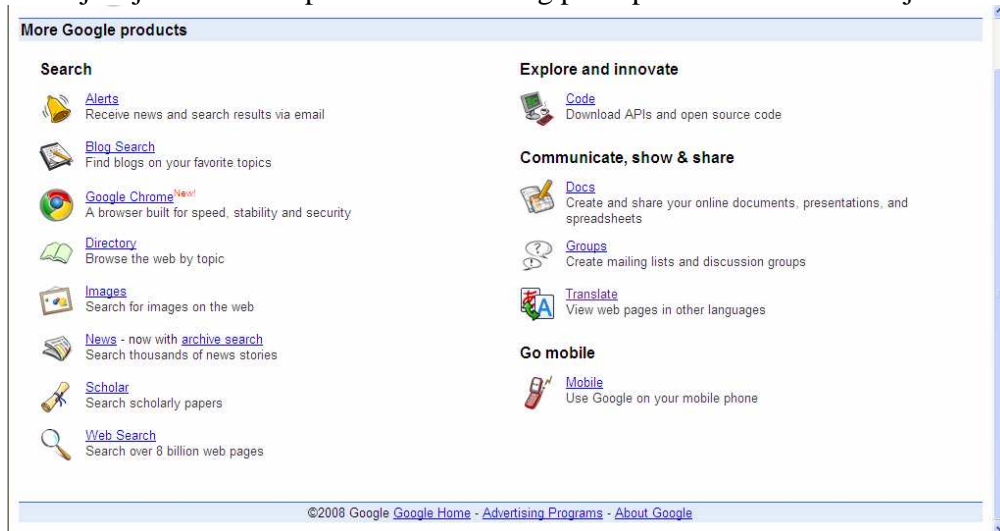 More Google products
Search
Alerts
Receive news and search results via email
Blog Search
Find blogs on your favorite topics
Google Chrome New!
A browser built for speed, stability and security
Directory
Browse the web by topic
Images
Search for images on the web
News - now with archive search
Search thousands of news stories
Scholar
Search scholarly papers
Web Search
Search over 8 billion web pages
Explore and innovate
Code
Download APIs and open source code
Communicate, show & share
Docs
Create and share your online documents, presentations, and
spreadsheets
Groups
Create mailing lists and discussion groups
Translate
View web pages in other languages
Go mobile
Mobile
Use Google on your mobile phone
©2008 Google Google Home - Advertising Programs - About Google